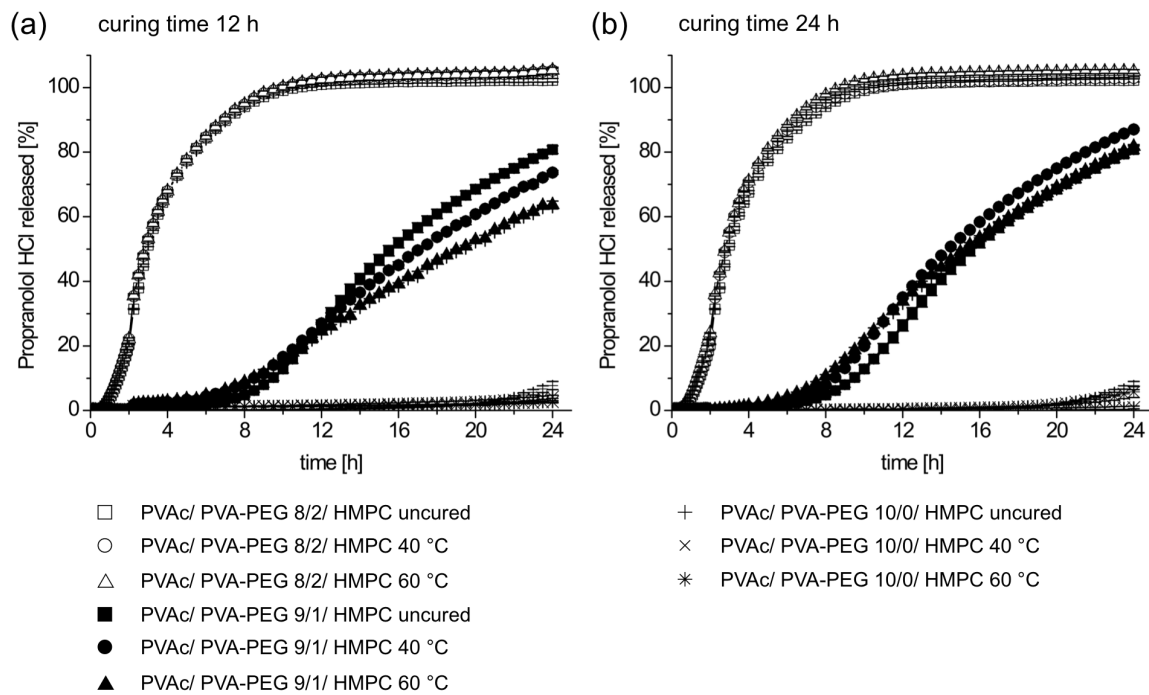 (a) curing time 12 h
(b) curing time 24 h
Propranolol HCl released [%]
100
80
60
40
20
0
0 4 8 12 16 20 24
time [h]
Propranolol HCl released [%]
100
80
60
40
20
0
0 4 8 12 16 20 24
time [h]
PVAc/ PVA-PEG 8/2/ HMPC uncured
PVAc/ PVA-PEG 8/2/ HMPC 40 °C
PVAc/ PVA-PEG 8/2/ HMPC 60 °C
PVAc/ PVA-PEG 9/1/ HMPC uncured
PVAc/ PVA-PEG 9/1/ HMPC 40 °C
PVAc/ PVA-PEG 9/1/ HMPC 60 °C
PVAc/ PVA-PEG 10/0/ HMPC uncured
PVAc/ PVA-PEG 10/0/ HMPC 40 °C
PVAc/ PVA-PEG 10/0/ HMPC 60 °C